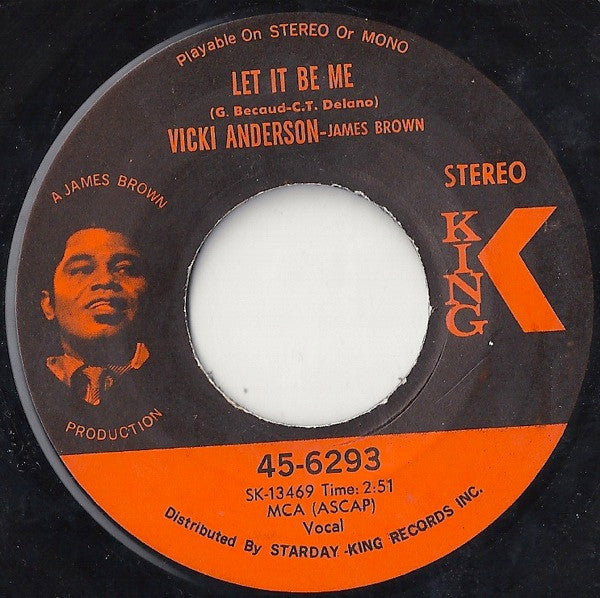 Playable On STEREO Or MONO
LET IT BE ME
(G. Becaud-C.T. Delano)
VICKI ANDERSON-JAMES BROWN
A JAMES BROWN
PRODUCTION
STEREO
KING
45-6293
SK-13469 Time: 2:51
MCA (ASCAP)
Vocal
Distributed By STARDAY-KING RECORDS INC.